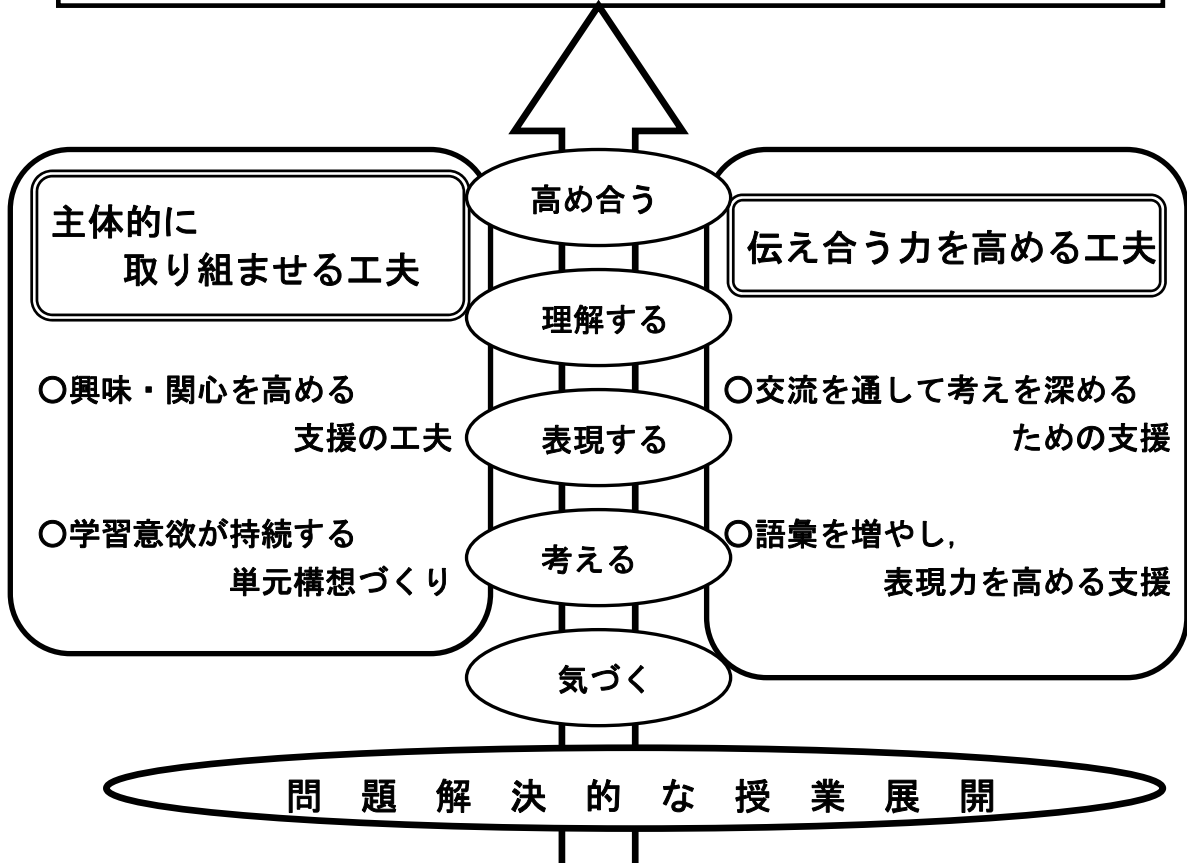 主体的に
取り組ませる工夫
○興味・関心を高める
支援の工夫
○学習意欲が持続する
単元構想づくり
高め合う
理解する
表現する
考える
気づく
伝え合う力を高める工夫
○交流を通して考えを深める
ための支援
○語彙を増やし，
表現力を高める支援
問題解決的な授業展開